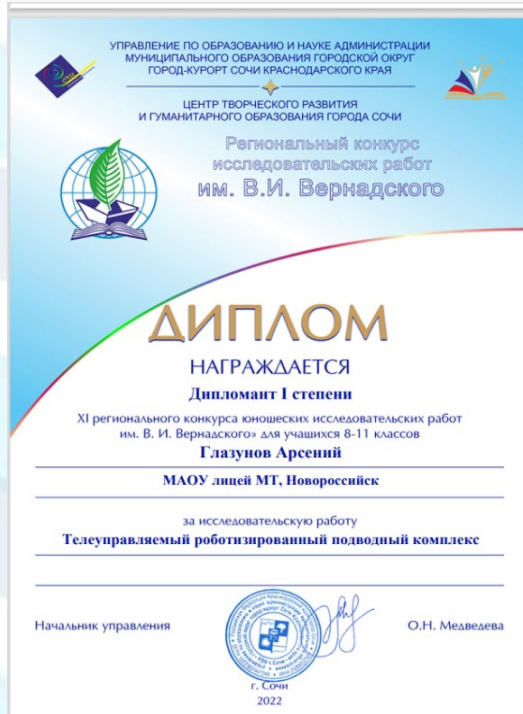 УПРАВЛЕНИЕ ПО ОБРАЗОВАНИЮ И НАУКЕ АДМИНИСТРАЦИИ
МУНИЦИПАЛЬНОГО ОБРАЗОВАНИЯ ГОРОДСКОЙ ОКРУГ
ГОРОД-КУРОРТ СОЧИ КРАСНОДАРСКОГО КРАЯ
ЦЕНТР ТВОРЧЕСКОГО РАЗВИТИЯ
И ГУМАНИТАРНОГО ОБРАЗОВАНИЯ ГОРОДА СОЧИ
Региональный конкурс
исследовательских работ
им. В.И. Вернадского
ДИПЛОМ
НАГРАЖДАЕТСЯ
Дипломант I степени
XI регионального конкурса юношеских исследовательских работ
им. В. И. Вернадского» для учащихся 8-11 классов
Глазунов Арсений
МАОУ лицей МТ, Новороссийск
за исследовательскую работу
Телеуправляемый роботизированный подводный комплекс
Начальник управления
О.Н. Медведева
г. Сочи
2022